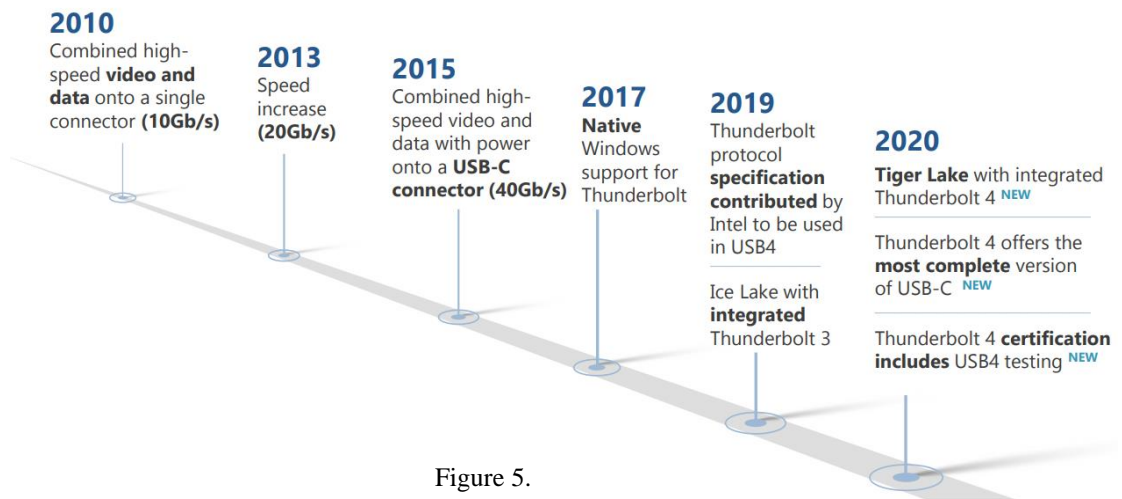 2010
Combined high-
speed video and
data onto a single
connector (10Gb/s)
2013
Speed
increase
(20Gb/s)
2015
Combined high-
speed video and
data with power
onto a USB-C
connector (40Gb/s)
2017
Native
Windows
support for
Thunderbolt
2019
Thunderbolt
protocol
specification
contributed by
Intel to be used
in USB4
Ice Lake with
integrated
Thunderbolt 3
2020
Tiger Lake with integrated
Thunderbolt 4 NEW
Thunderbolt 4 offers the
most complete version
of USB-C NEW
Thunderbolt 4 certification
includes USB4 testing NEW
Figure 5.